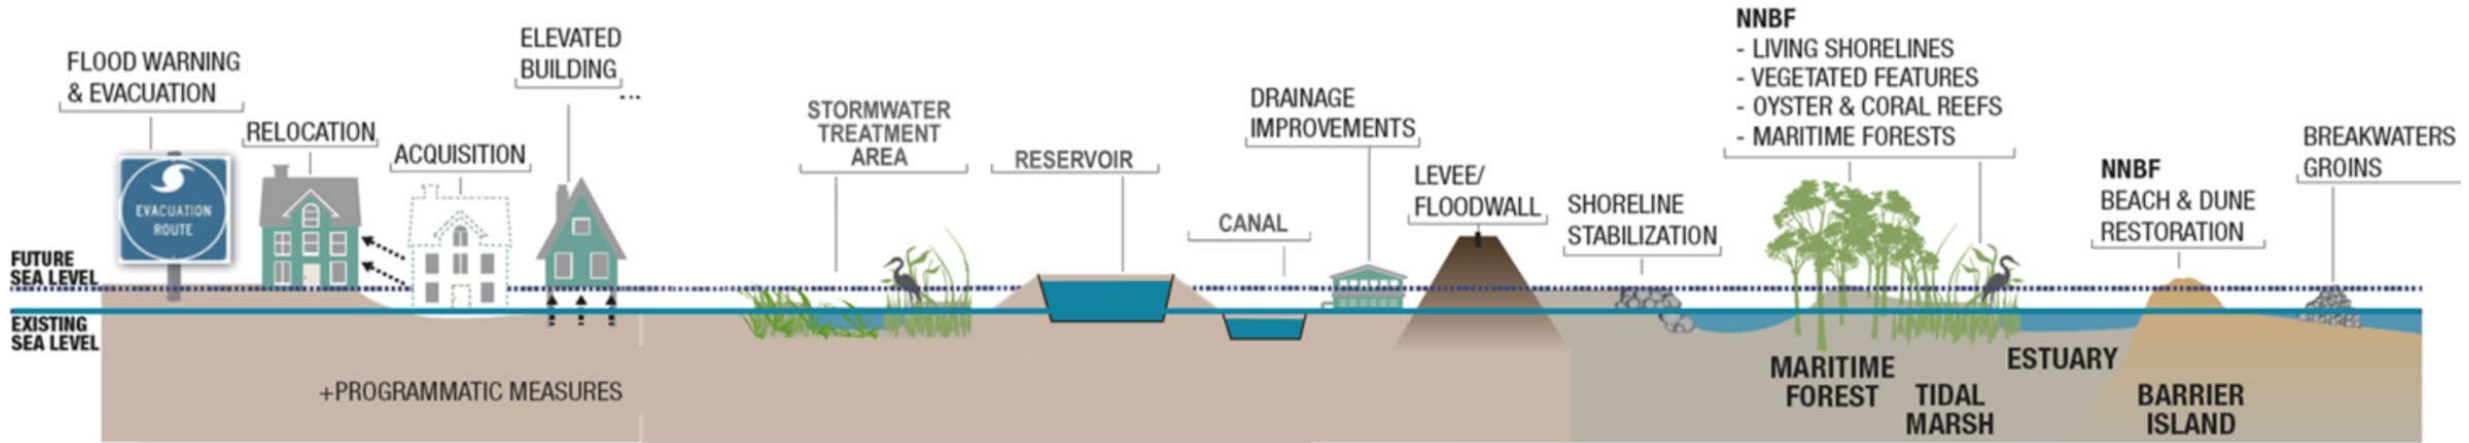 FLOOD WARNING
& EVACUATION
RELOCATION
ACQUISITION
ELEVATED
BUILDING
...
STORMWATER
TREATMENT
AREA
RESERVOIR
CANAL
DRAINAGE
IMPROVEMENTS
LEVEE/
FLOODWALL
SHORELINE
STABILIZATION
NNBF
- LIVING SHORELINES
- VEGETATED FEATURES
- OYSTER & CORAL REEFS
- MARITIME FORESTS
NNBF
BEACH & DUNE
RESTORATION
BREAKWATERS
GROINS
EVACUATION
ROUTE
FUTURE
SEA LEVEL
EXISTING
SEA LEVEL
+PROGRAMMATIC MEASURES
MARITIME
FOREST
TIDAL
MARSH
ESTUARY
BARRIER
ISLAND